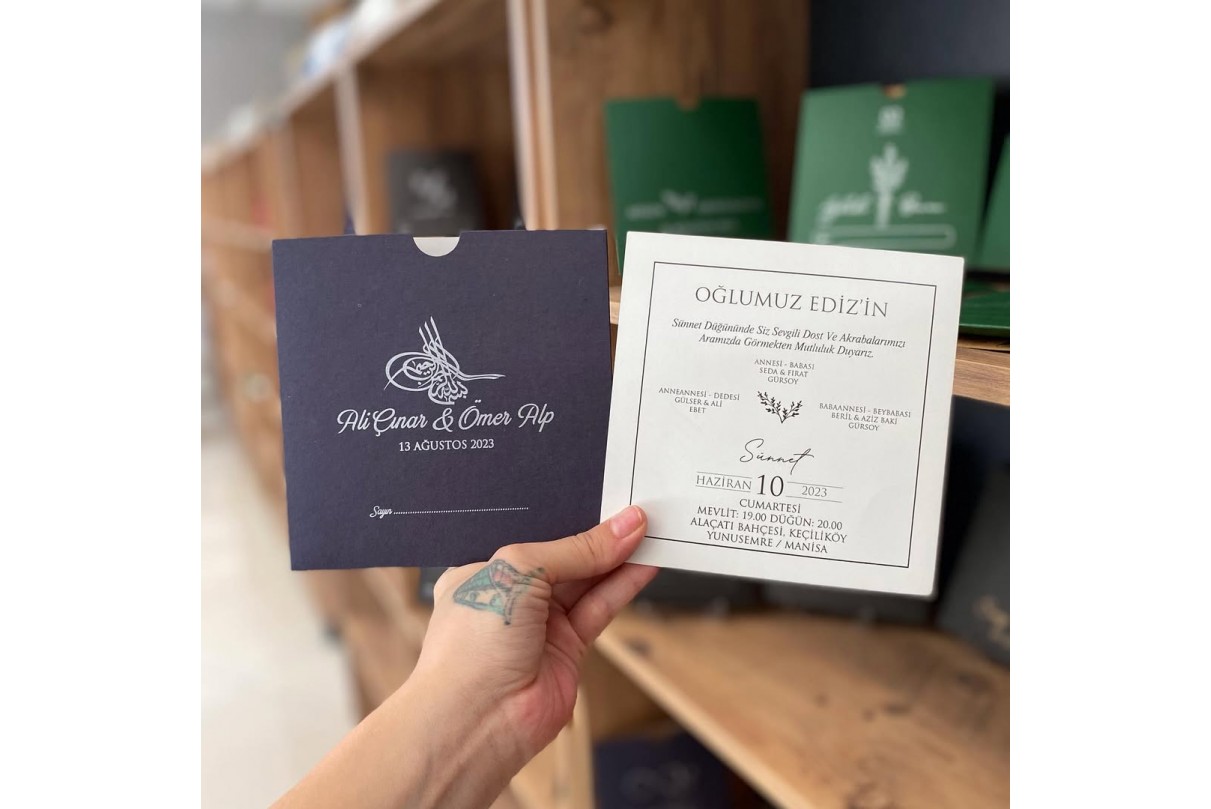 Ali Çınar & Ömer Alp
13 AĞUSTOS 2023
Sayın
OĞLUMUZ EDİZ'İN
Sünnet Düğününde Siz Sevgili Dost Ve Akrabalarımızı
Aramızda Görmekten Mutluluk Duyarız.
ANNESİ - BABASI
SEDA & FIRAT
GÜRSOY
ANNEANNESİ - DEDESİ
GÜLSER & ALİ
EBET
BABAANNESİ - BEYBABASI
BERİL & AZİZ BAKİ
GÜRSOY
Sünnet
HAZİRAN 10 2023
CUMARTESİ
MEVLİT: 19.00 DÜĞÜN: 20.00
ALAÇATI BAHÇESİ, KEÇİLİKÖY
YUNUSEMRE / MANİSA